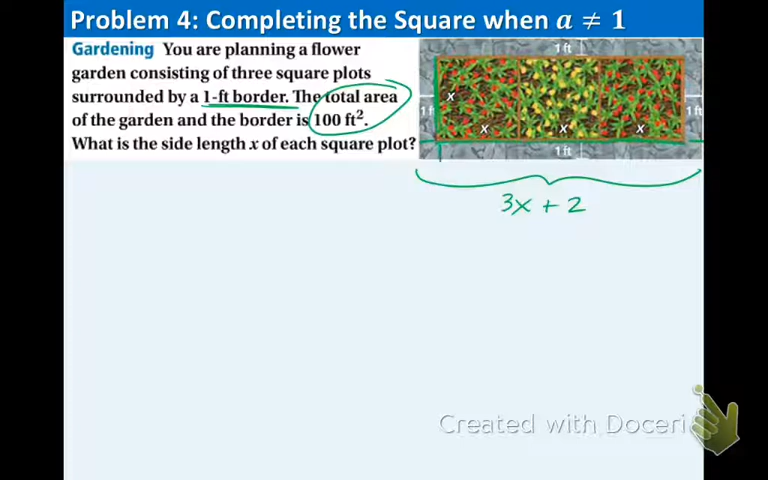 Problem 4: Completing the Square when a ≠ 1
Gardening You are planning a flower
garden consisting of three square plots
surrounded by a 1-ft border. The total area
of the garden and the border is 100 ft².
What is the side length x of each square plot?
1 ft
1 ft
x
1 ft
x
x
x
1 ft
3x + 2
Created with Doceri